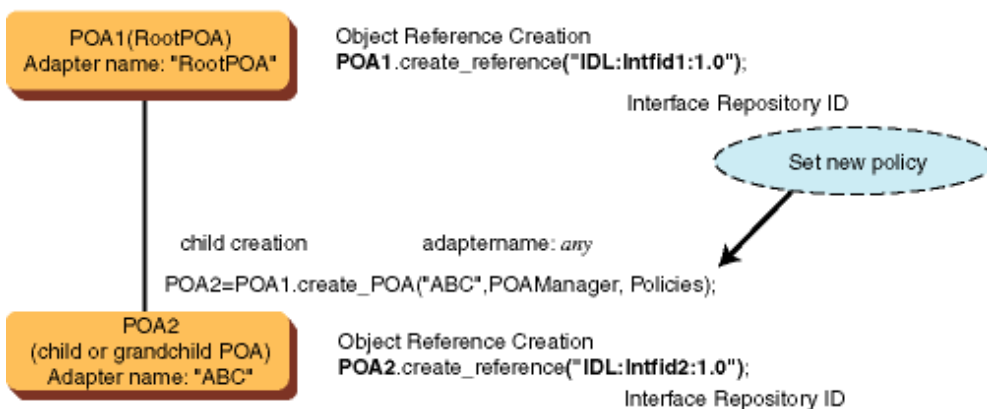 POA1(RootPOA)
Adapter name: "RootPOA"
Object Reference Creation
POA1.create_reference("IDL:Intfid1:1.0");
Interface Repository ID
Set new policy
child creation
adaptername: any
POA2=POA1.create_POA("ABC",POAManager, Policies);
POA2
(child or grandchild POA)
Adapter name: "ABC"
Object Reference Creation
POA2.create_reference("IDL:Intfid2:1.0");
Interface Repository ID